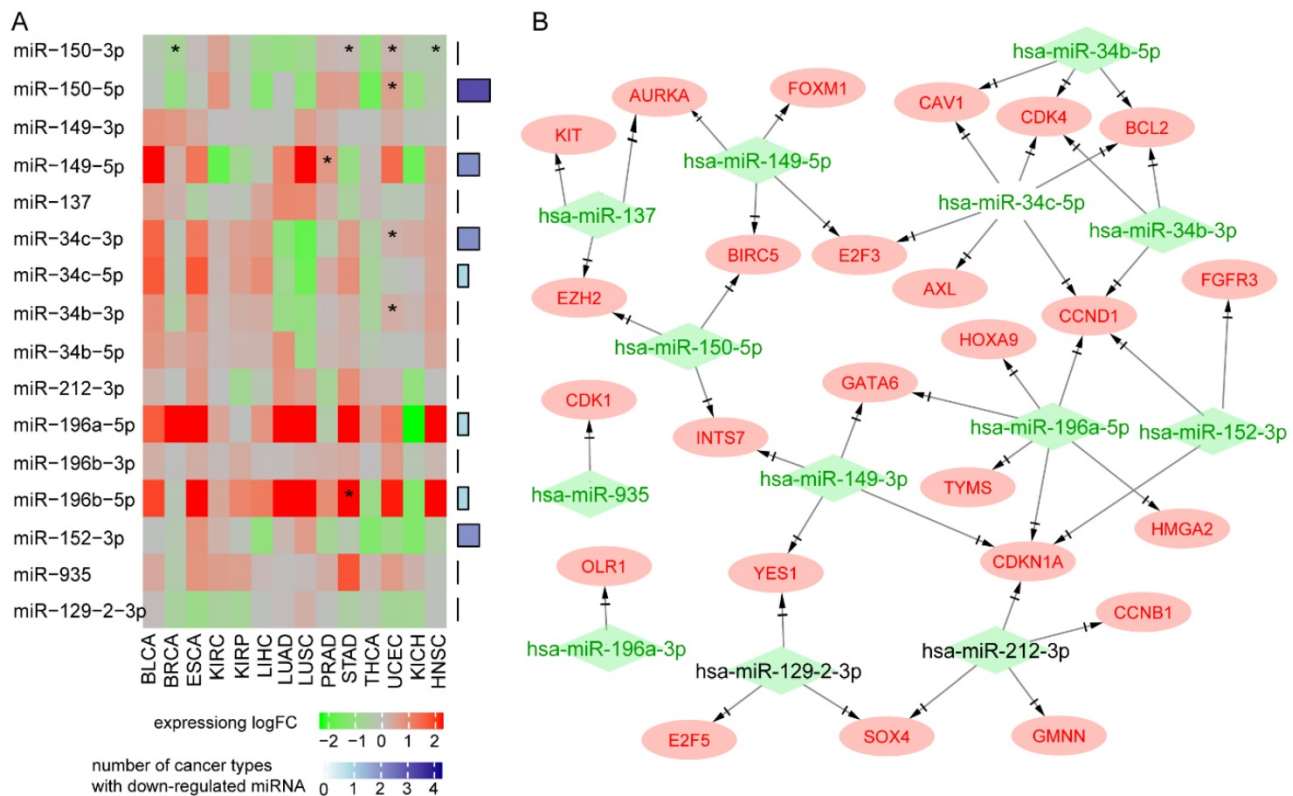 A
miR-150-3p
miR-150-5p
miR-149-3p
miR-149-5p
miR-137
miR-34c-3p
miR-34c-5p
miR-34b-3p
miR-34b-5p
miR-212-3p
miR-196a-5p
miR-196b-3p
miR-196b-5p
miR-152-3p
miR-935
miR-129-2-3p
* * * *
*
*
*
*
*
BLCA
BRCA
ESCA
KIRC
KIRP
LIHC
LUAD
LUSC
PRAD
STAD
THCA
UCEC
KICH
HNSC
expressiong logFC
−2 −1 0 1 2
number of cancer types
with down-regulated miRNA
0 1 2 3 4
B
hsa-miR-34b-5p
AURKA
FOXM1
CAV1
CDK4
BCL2
KIT
hsa-miR-149-5p
hsa-miR-137
hsa-miR-34c-5p
hsa-miR-34b-3p
BIRC5
E2F3
AXL
FGFR3
EZH2
CCND1
hsa-miR-150-5p
HOXA9
GATA6
CDK1
INTS7
hsa-miR-196a-5p
hsa-miR-152-3p
hsa-miR-935
hsa-miR-149-3p
TYMS
HMGA2
OLR1
YES1
CDKN1A
CCNB1
hsa-miR-196a-3p
hsa-miR-129-2-3p
hsa-miR-212-3p
E2F5
SOX4
GMNN